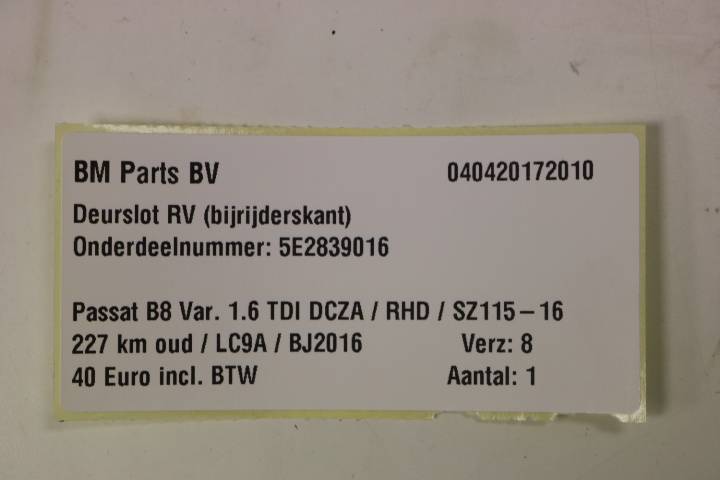 BM Parts BV 040420172010
Deurslot RV (bijrijderskant)
Onderdeelnummer: 5E2839016
Passat B8 Var. 1.6 TDI DCZA / RHD / SZ115-16
227 km oud / LC9A / BJ2016 Verz: 8
40 Euro incl. BTW Aantal: 1